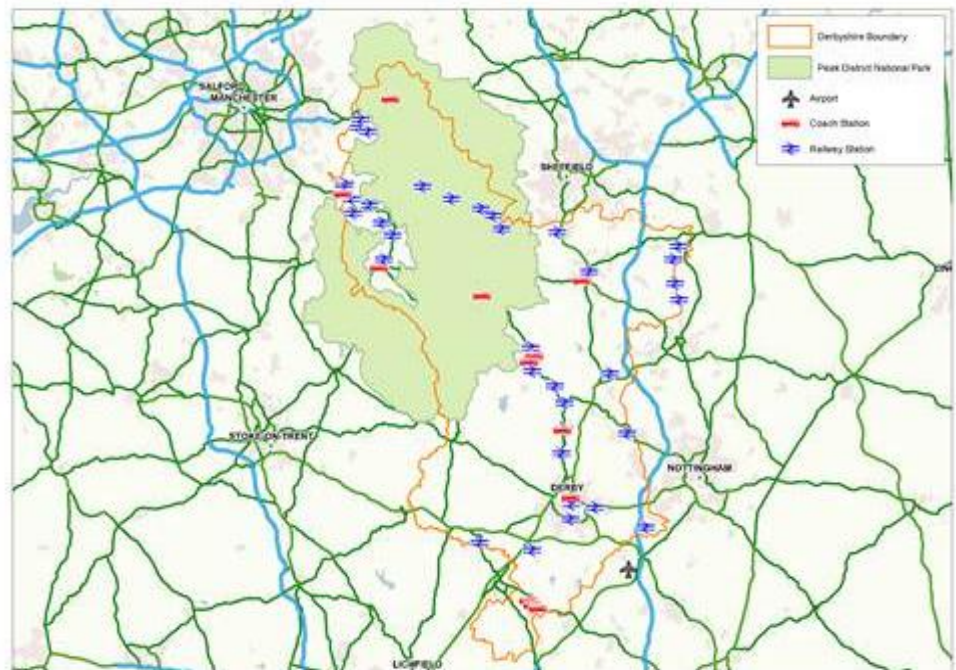 Derbyshire Boundary
Peak District National Park
Airport
Coach Station
Railway Station
SALFORD
MANCHESTER
SHEFFIELD
STOKE-ON-TRENT
NOTTINGHAM
DERBY
LICHFIELD